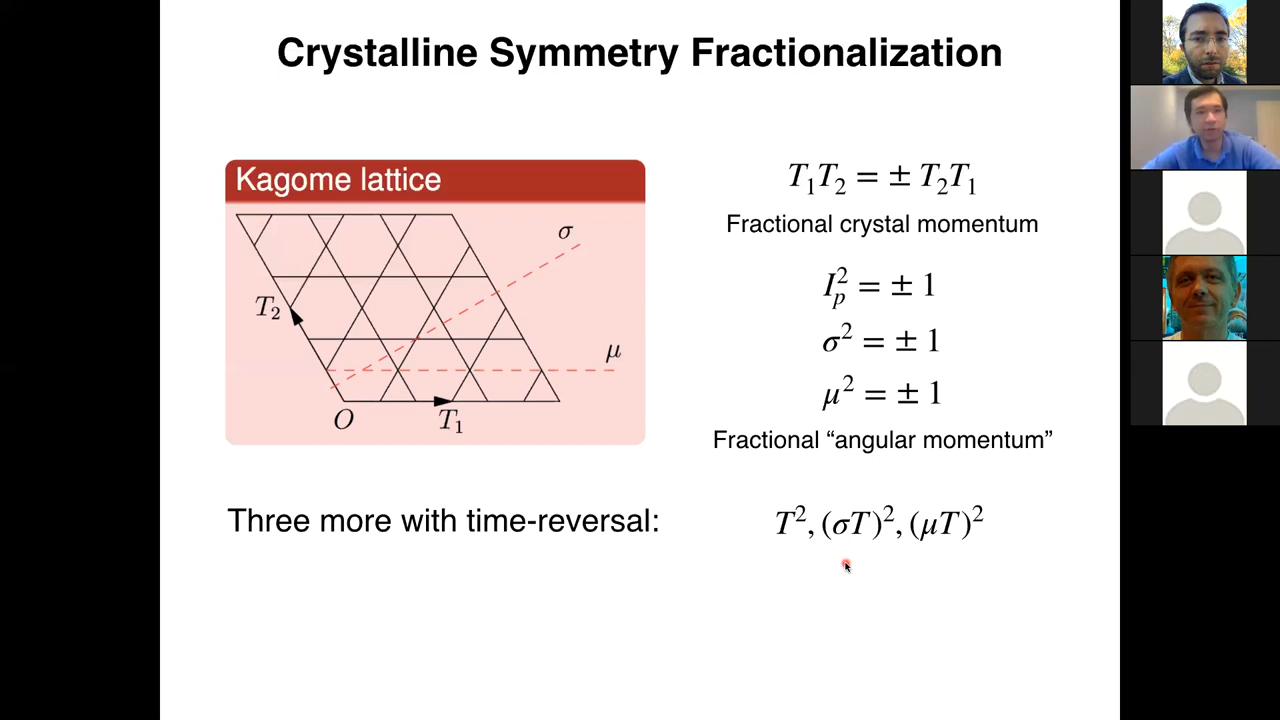 Crystalline Symmetry Fractionalization
Kagome lattice
σ
T₂
μ
O
T₁
T₁T₂ = ± T₂T₁
Fractional crystal momentum
Iₚ² = ± 1
σ² = ± 1
μ² = ± 1
Fractional “angular momentum”
Three more with time-reversal:
T², (σT)², (μT)²